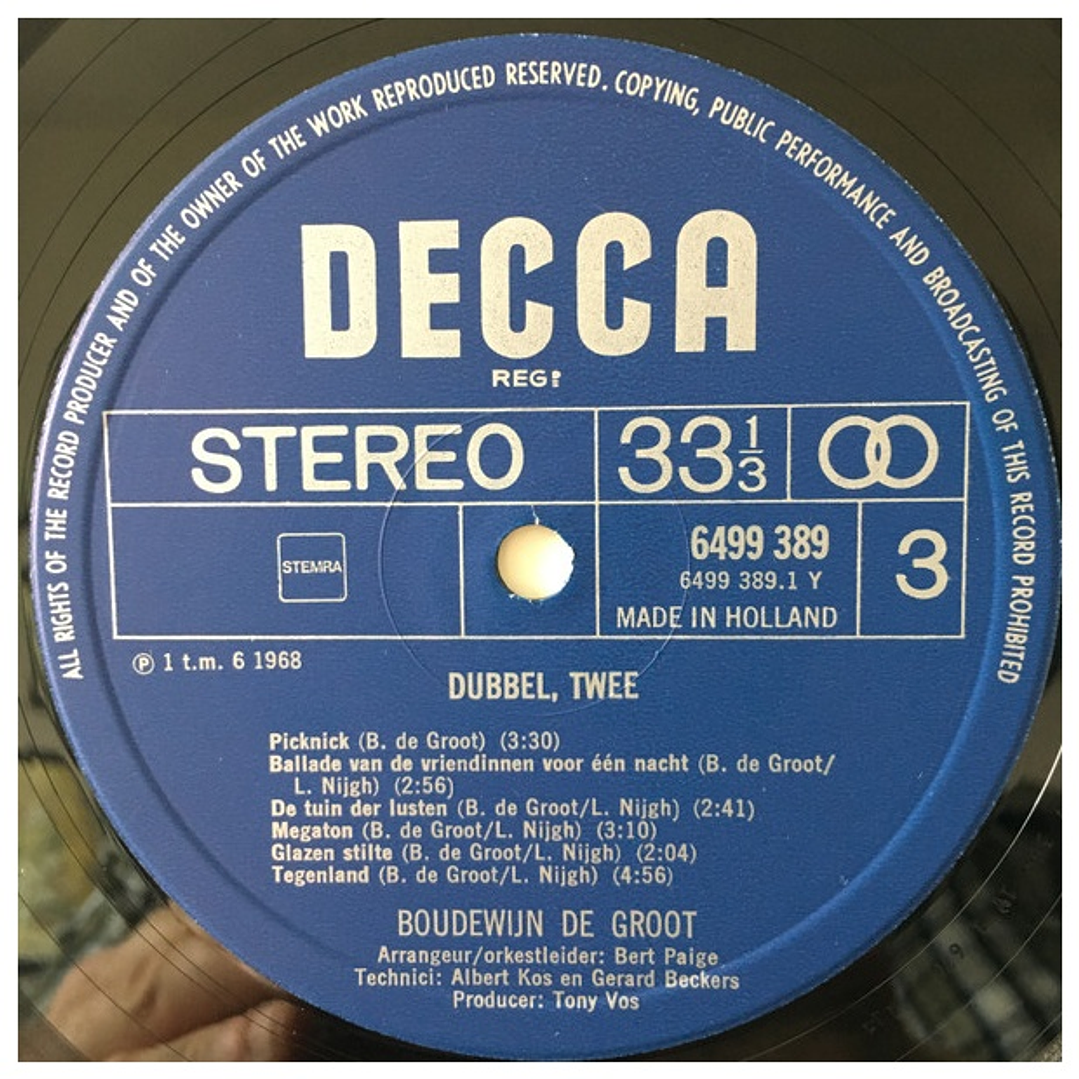 ALL RIGHTS OF THE RECORD PRODUCER AND OF THE OWNER OF THE WORK REPRODUCED RESERVED. COPYING, PUBLIC PERFORMANCE AND BROADCASTING OF THIS RECORD PROHIBITED
DECCA
REG:
STEREO 33 1/3
STEMRA
6499 389
6499 389.1 Y
MADE IN HOLLAND
3
Ⓟ 1 t.m. 6 1968
DUBBEL, TWEE
Picknick (B. de Groot) (3:30)
Ballade van de vriendinnen voor één nacht (B. de Groot/
L. Nijgh) (2:56)
De tuin der lusten (B. de Groot/L. Nijgh) (2:41)
Megaton (B. de Groot/L. Nijgh) (3:10)
Glazen stilte (B. de Groot/L. Nijgh) (2:04)
Tegenland (B. de Groot/L. Nijgh) (4:56)
BOUDEWIJN DE GROOT
Arrangeur/orkestleider: Bert Paige
Technici: Albert Kos en Gerard Beckers
Producer: Tony Vos